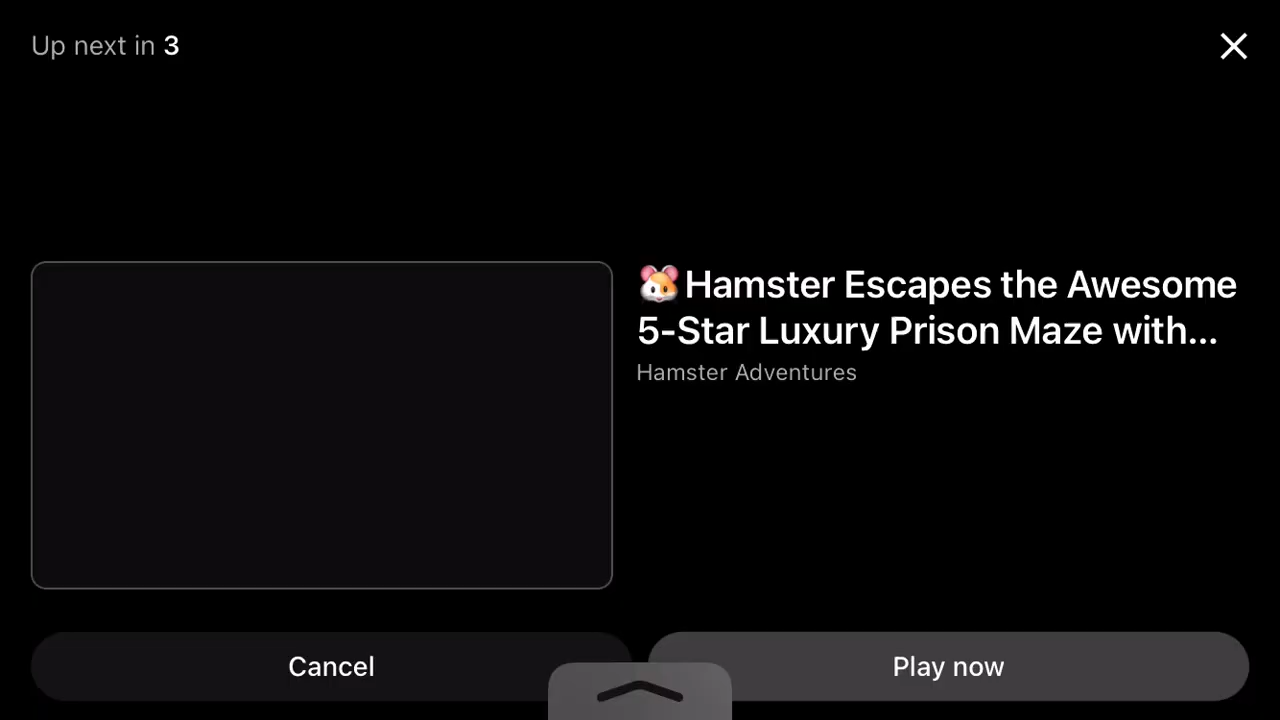 Up next in 3
🐹Hamster Escapes the Awesome
5-Star Luxury Prison Maze with...
Hamster Adventures
Cancel
Play now